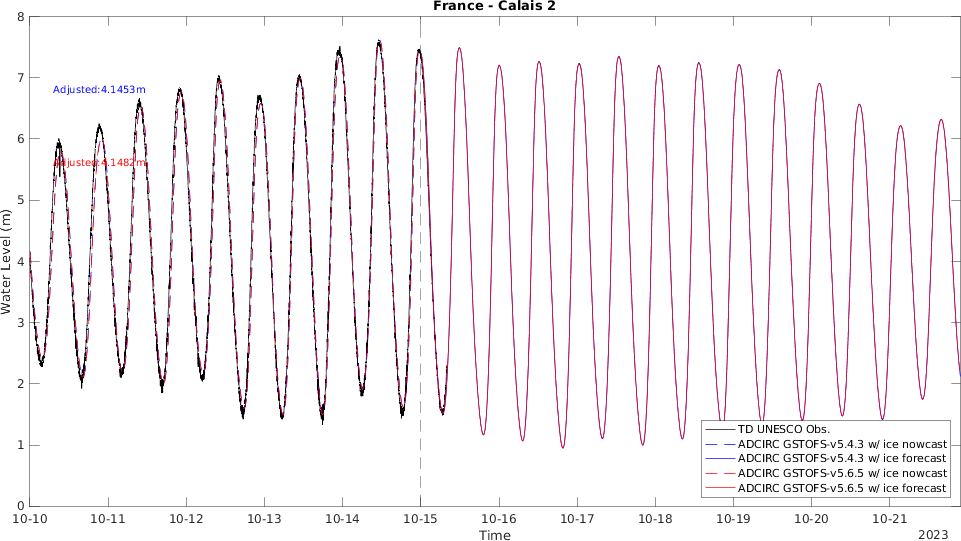 France - Calais 2
8
7
6
5
4
3
2
1
0
Water Level (m)
Adjusted:4.1453m
Adjusted:4.1482m
TD UNESCO Obs.
ADCIRC GSTOFS-v5.4.3 w/ ice nowcast
ADCIRC GSTOFS-v5.4.3 w/ ice forecast
ADCIRC GSTOFS-v5.6.5 w/ ice nowcast
ADCIRC GSTOFS-v5.6.5 w/ ice forecast
10-10 10-11 10-12 10-13 10-14 10-15 10-16 10-17 10-18 10-19 10-20 10-21
Time
2023